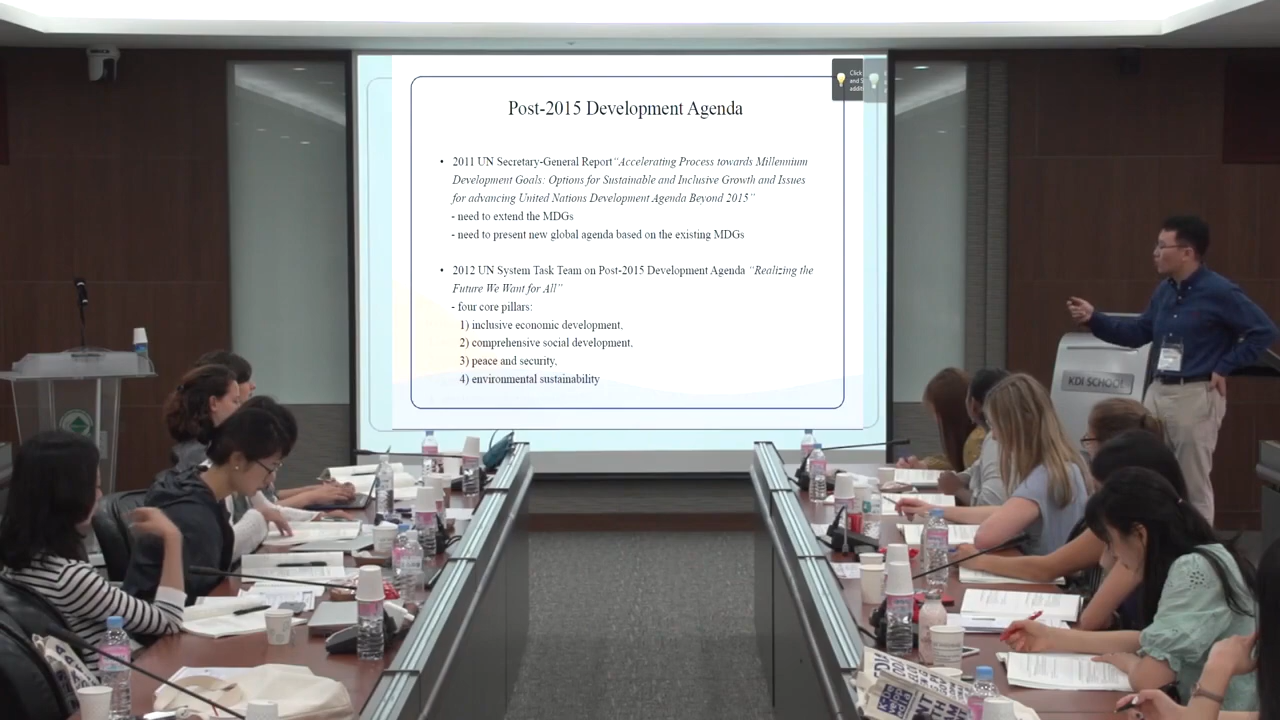 Click
and S
addit
Post-2015 Development Agenda
• 2011 UN Secretary-General Report “Accelerating Process towards Millennium
Development Goals: Options for Sustainable and Inclusive Growth and Issues
for advancing United Nations Development Agenda Beyond 2015”
- need to extend the MDGs
- need to present new global agenda based on the existing MDGs
• 2012 UN System Task Team on Post-2015 Development Agenda “Realizing the
Future We Want for All”
- four core pillars:
1) inclusive economic development,
2) comprehensive social development,
3) peace and security,
4) environmental sustainability
KDI SCHOOL